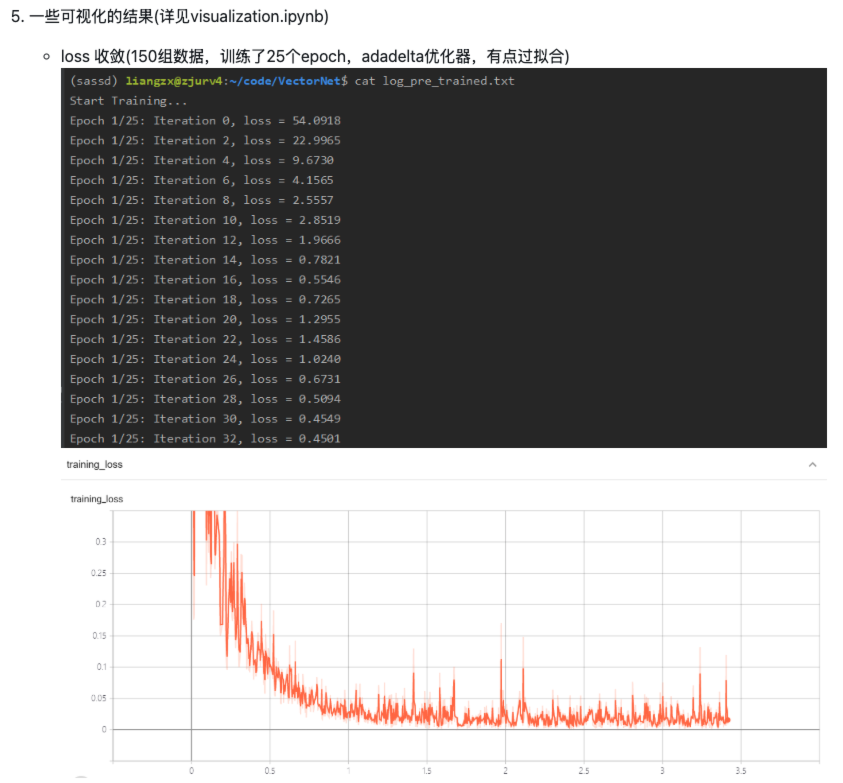 5. 一些可视化的结果(详见visualization.ipynb)
loss 收敛(150组数据，训练了25个epoch，adadelta优化器，有点过拟合)
(sassd) liangzx@zjurv4:~/code/VectorNet$ cat log_pre_trained.txt
Start Training...
Epoch 1/25: Iteration 0, loss = 54.0918
Epoch 1/25: Iteration 2, loss = 22.9965
Epoch 1/25: Iteration 4, loss = 9.6730
Epoch 1/25: Iteration 6, loss = 4.1565
Epoch 1/25: Iteration 8, loss = 2.5557
Epoch 1/25: Iteration 10, loss = 2.8519
Epoch 1/25: Iteration 12, loss = 1.9666
Epoch 1/25: Iteration 14, loss = 0.7821
Epoch 1/25: Iteration 16, loss = 0.5546
Epoch 1/25: Iteration 18, loss = 0.7265
Epoch 1/25: Iteration 20, loss = 1.2955
Epoch 1/25: Iteration 22, loss = 1.4586
Epoch 1/25: Iteration 24, loss = 1.0240
Epoch 1/25: Iteration 26, loss = 0.6731
Epoch 1/25: Iteration 28, loss = 0.5094
Epoch 1/25: Iteration 30, loss = 0.4549
Epoch 1/25: Iteration 32, loss = 0.4501
training_loss
training_loss
0.3
0.25
0.2
0.15
0.1
0.05
0
0 0.5 1 1.5 2 2.5 3 3.5